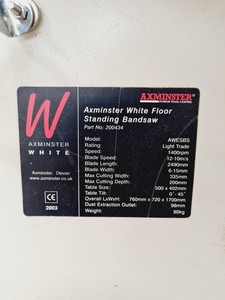 AXMINSTER
POWER TOOL CENTRE
W
AXMINSTER
WHITE
Axminster Devon
www.axminster.co.uk
CE
2003
Axminster White Floor
Standing Bandsaw
Part No: 200434
Model: AWESBS
Rating: Light Trade
Speed: 1400rpm
Blade Speed: 12-10m/s
Blade Length: 2490mm
Blade Width: 6-15mm
Max Cutting Width: 335mm
Max Cutting Depth: 200mm
Table Size: 500 x 402mm
Table Tilt: 0°- 45°
Overall LxWxH: 760mm x 720 x 1700mm
Dust Extraction Outlet: 98mm
Weight: 80kg